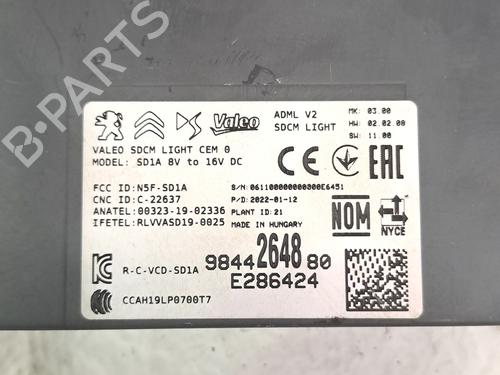 B-PARTS
Valeo
ADML V2
SDCM LIGHT
MK: 03.00
HW: 02.02.08
SW: 11.00
VALEO SDCM LIGHT CEM 0
MODEL: SD1A 8V to 16V DC
CE
EAC
FCC ID:N5F-SD1A
CNC ID:C-22637
ANATEL:00323-19-02336
IFETEL:RLVVASD19-0025
S/N:061100000000300E6451
P/D:2022-01-12
PLANT ID:21
MADE IN HUNGARY
NOM
NYCE
R-C-VCD-SD1A
9844264880
E286424
CCAH19LP0700T7